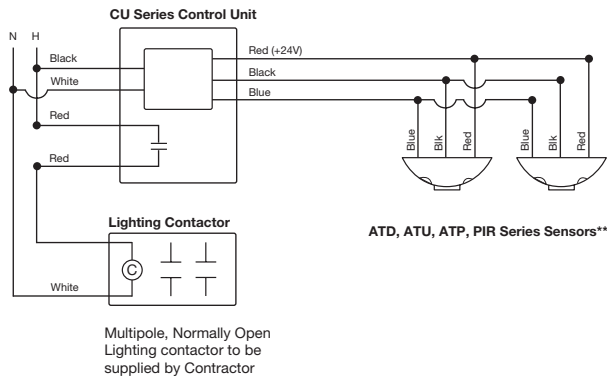 CU Series Control Unit
N H
Black
White
Red
Red
Red (+24V)
Black
Blue
Blue
Blk
Red
Blue
Blk
Red
ATD, ATU, ATP, PIR Series Sensors**
Lighting Contactor
C
White
Multipole, Normally Open
Lighting contactor to be
supplied by Contractor